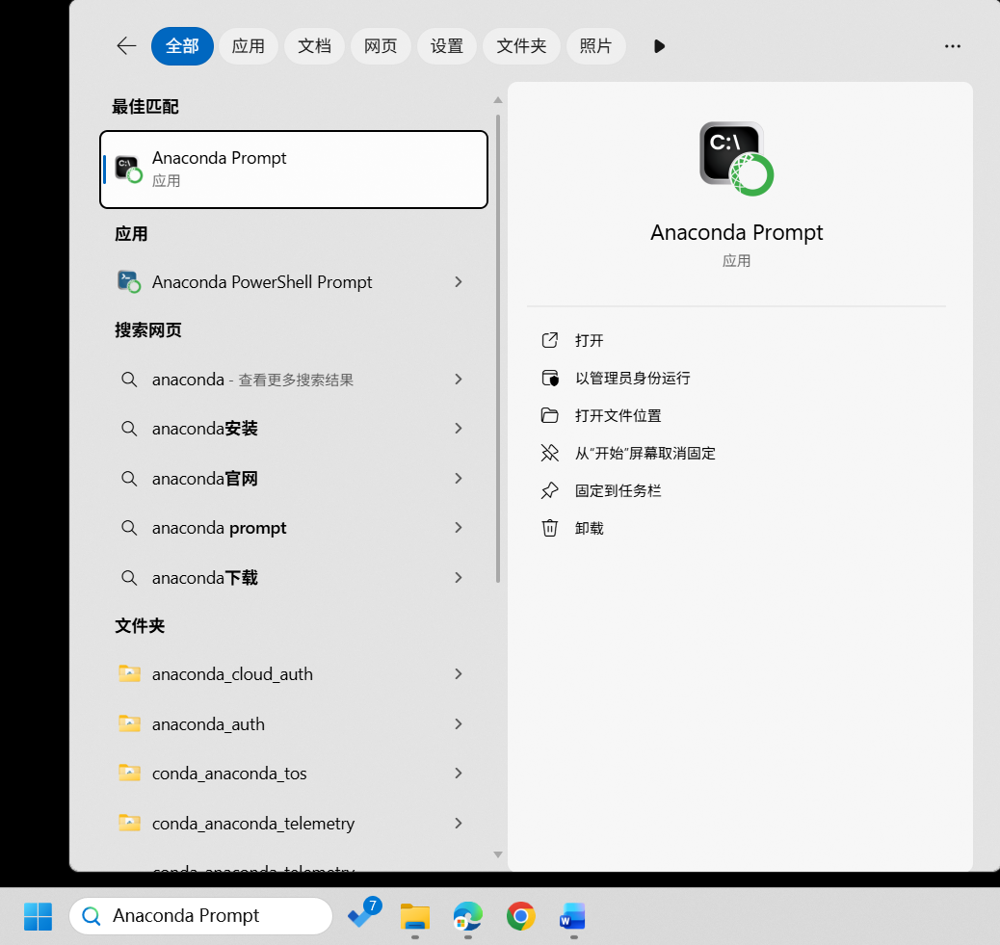 全部 应用 文档 网页 设置 文件夹 照片
最佳匹配
Anaconda Prompt
应用
应用
Anaconda PowerShell Prompt
搜索网页
anaconda - 查看更多搜索结果
anaconda安装
anaconda官网
anaconda prompt
anaconda下载
文件夹
anaconda_cloud_auth
anaconda_auth
conda_anaconda_tos
conda_anaconda_telemetry
conda_anaconda_telemetry
C:\
Anaconda Prompt
应用
打开
以管理员身份运行
打开文件位置
从“开始”屏幕取消固定
固定到任务栏
卸载
Anaconda Prompt
7